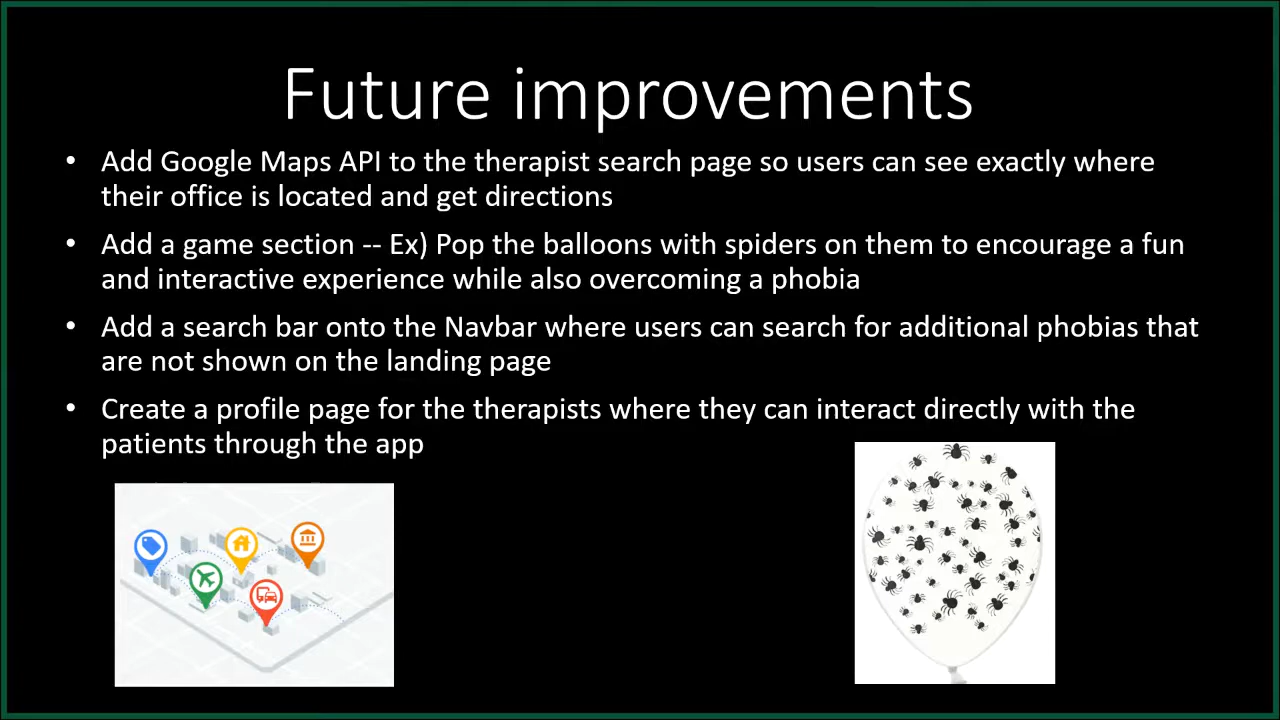 Future improvements
• Add Google Maps API to the therapist search page so users can see exactly where
their office is located and get directions
• Add a game section -- Ex) Pop the balloons with spiders on them to encourage a fun
and interactive experience while also overcoming a phobia
• Add a search bar onto the Navbar where users can search for additional phobias that
are not shown on the landing page
• Create a profile page for the therapists where they can interact directly with the
patients through the app